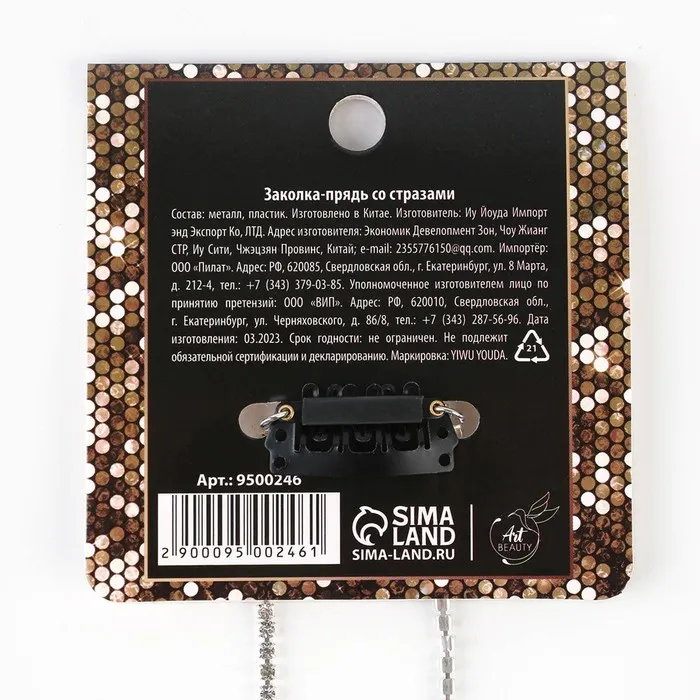 Заколка-прядь со стразами
Состав: металл, пластик. Изготовлено в Китае. Изготовитель: Иу Йоуда Импорт
энд Экспорт Ко, ЛТД. Адрес изготовителя: Экономик Девелопмент Зон, Чоу Жианг
СТР, Иу Сити, Чжэцзян Провинс, Китай; e-mail: 2355776150@qq.com. Импортёр:
ООО «Пилат». Адрес: РФ, 620085, Свердловская обл., г. Екатеринбург, ул. 8 Марта,
д. 212-4, тел.: +7 (343) 379-03-85. Уполномоченное изготовителем лицо по
принятию претензий: ООО «ВИП». Адрес: РФ, 620010, Свердловская обл.,
г. Екатеринбург, ул. Черняховского, д. 86/8, тел.: +7 (343) 287-56-96. Дата
изготовления: 03.2023. Срок годности: не ограничен. Не подлежит
обязательной сертификации и декларированию. Маркировка: YIWU YOUDA.
21
Арт.: 9500246
2 900095 002461
SIMA
LAND
SIMA-LAND.RU
Art
BEAUTY